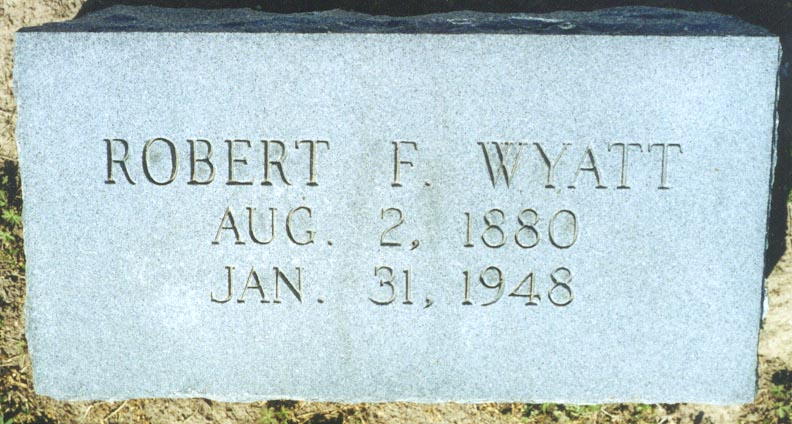 ROBERT F. WYATT
AUG. 2, 1880
JAN. 31, 1948